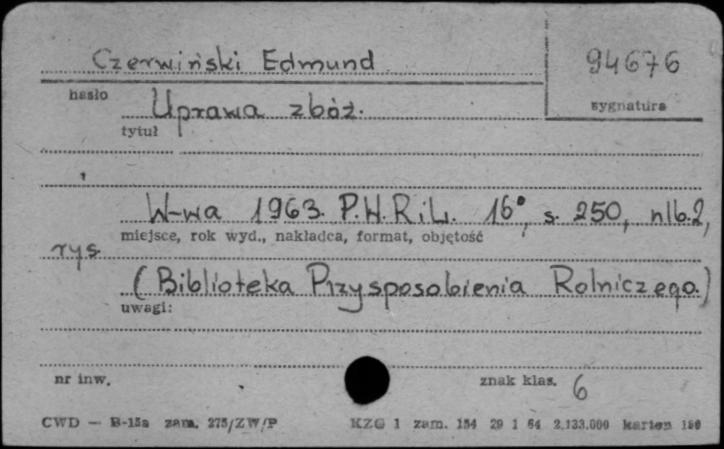 Czerwiński Edmund 94676
hasło sygnatura
Uprawa zbóż.
tytuł
W-wa 1963. P.W.R.i L. 16°, s. 250, nlb.2,
miejsce, rok wyd., nakładca, format, objętość
rys.
(Biblioteka Przysposobienia Rolniczego.)
uwagi:
nr inw. znak klas. 6
CWD — B-15a zam. 275/ZW/P KZG 1 zam. 154 29 1 64 2.133.000 karton